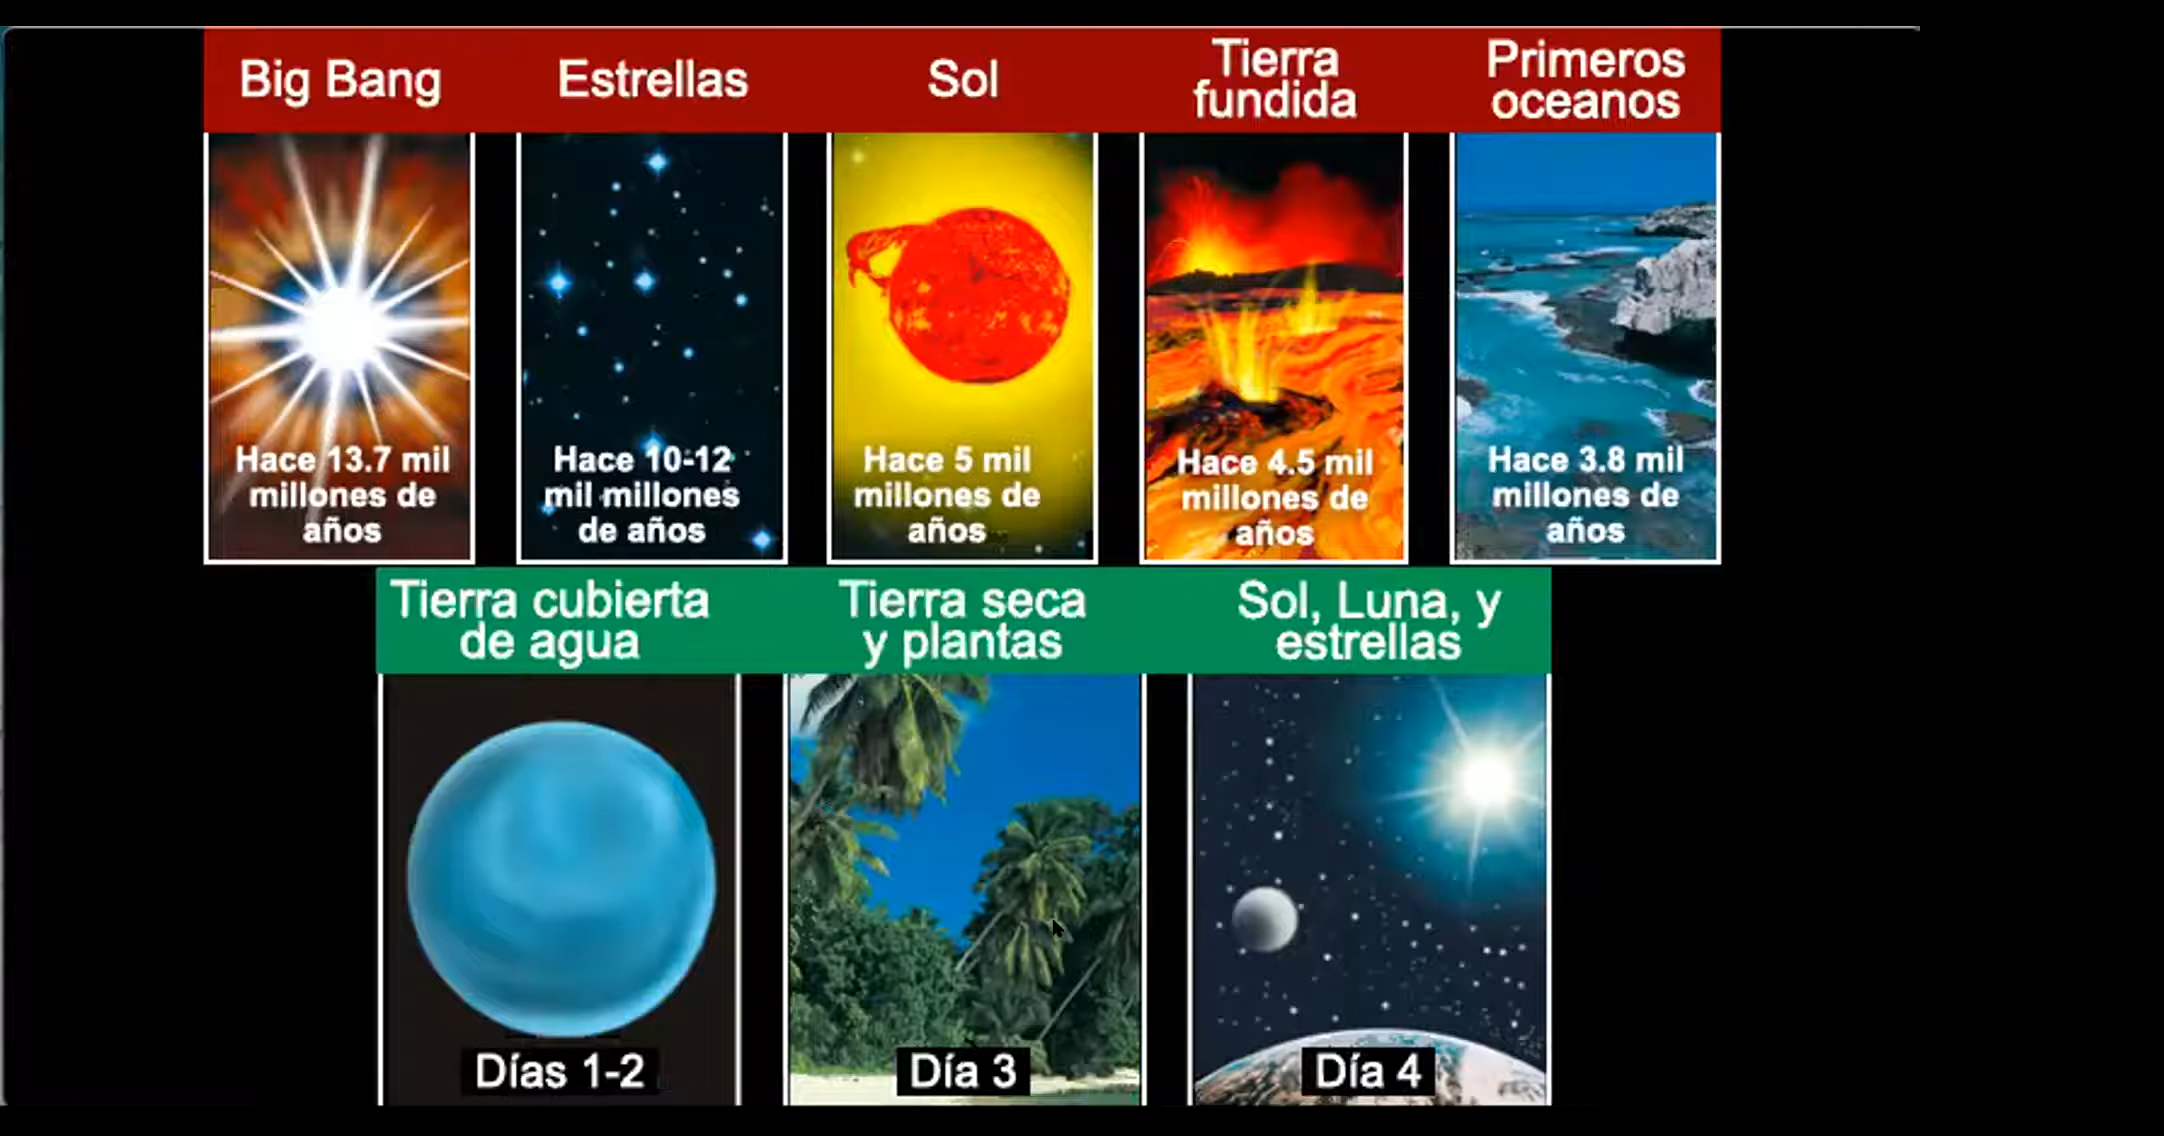 Big Bang
Estrellas
Sol
Tierra
fundida
Primeros
oceanos
Hace 13.7 mil
millones de
años
Hace 10-12
mil millones
de años
Hace 5 mil
millones de
años
Hace 4.5 mil
millones de
años
Hace 3.8 mil
millones de
años
Tierra cubierta
de agua
Tierra seca
y plantas
Sol, Luna, y
estrellas
Días 1-2
Día 3
Día 4